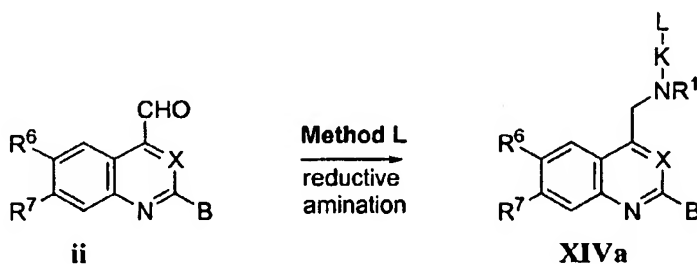 L
K
CHO
NR¹
R⁶
X
Method L
R⁶
X
R⁷
N
B
reductive
amination
R⁷
N
B
ii
XIVa